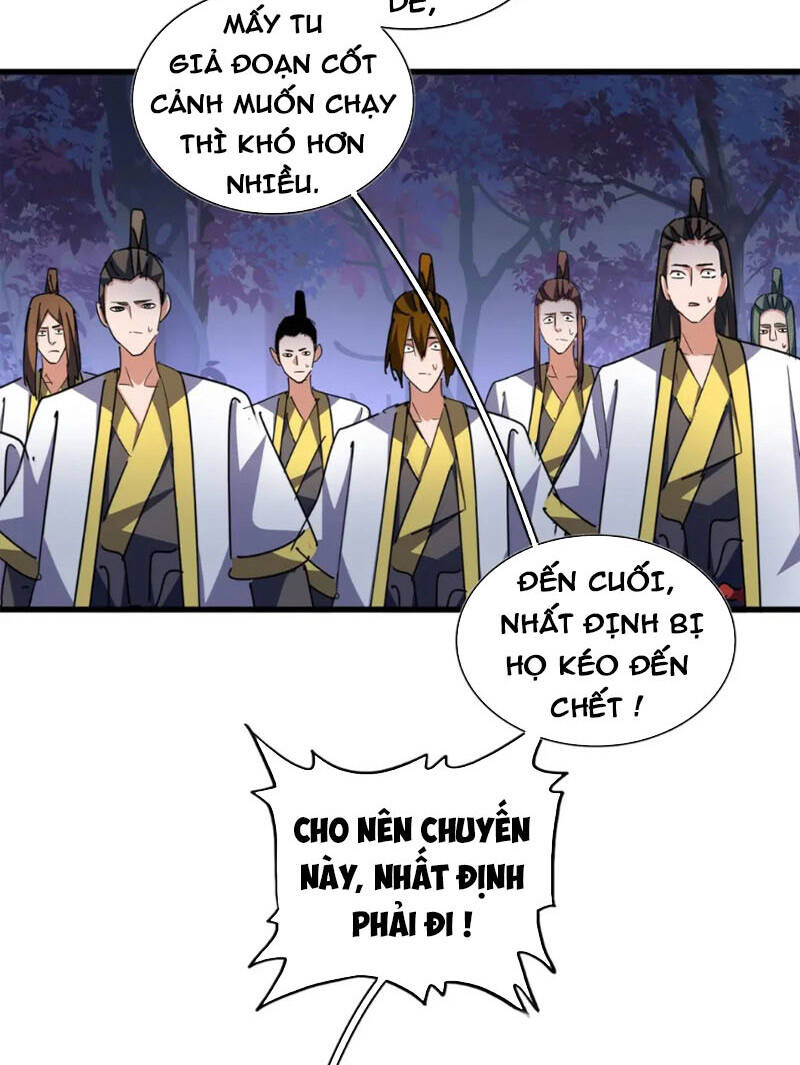 DỄ,
MẤY TU
GIẢ ĐOẠN CỐT
CẢNH MUỐN CHẠY
THÌ KHÓ HƠN
NHIỀU.
ĐẾN CUỐI,
NHẤT ĐỊNH BỊ
HỌ KÉO ĐẾN
CHẾT !
CHO NÊN CHUYẾN
NÀY, NHẤT ĐỊNH
PHẢI ĐI !